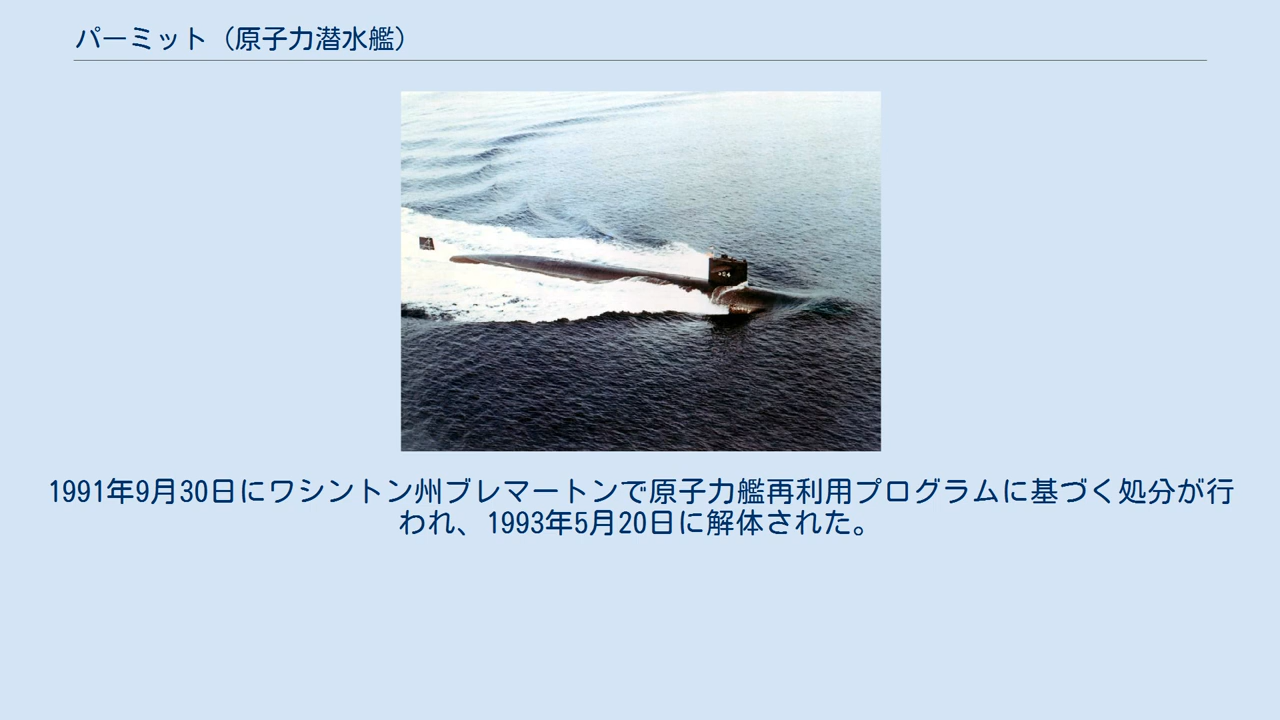 パーミット（原子力潜水艦）
1991年9月30日にワシントン州ブレマートンで原子力艦再利用プログラムに基づく処分が行
われ、1993年5月20日に解体された。